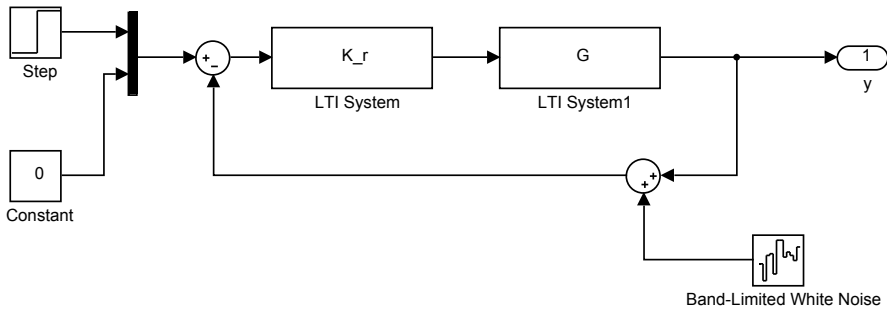 Step
0
Constant
+
−
K_r
LTI System
G
LTI System1
1
y
+
+
Band-Limited White Noise